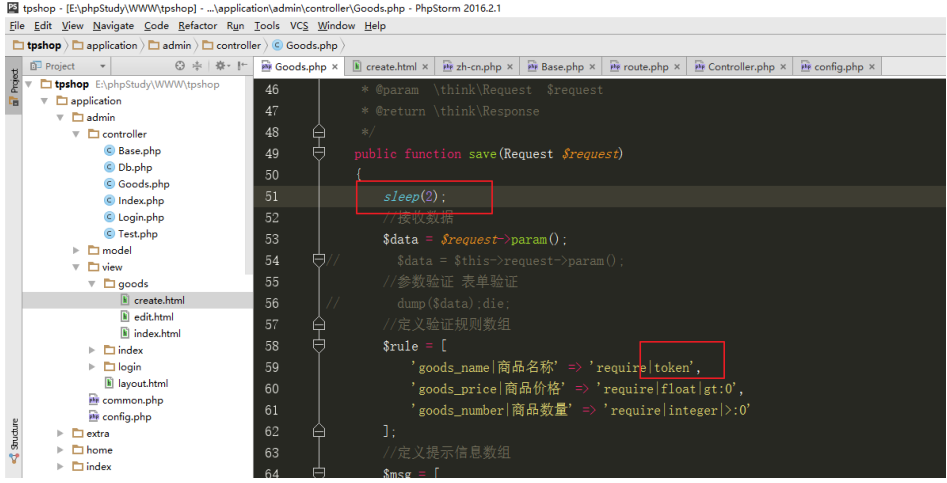 tpshop - [E:\phpStudy\WWW\tpshop] - ...\application\admin\controller\Goods.php - PhpStorm 2016.2.1
File Edit View Navigate Code Refactor Run Tools VCS Window Help
tpshop application admin controller Goods.php
Project
Goods.php × create.html × zh-cn.php × Base.php × route.php × Controller.php × config.php ×
Project
Structure
tpshop E:\phpStudy\WWW\tpshop
application
admin
controller
Base.php
Db.php
Goods.php
Index.php
Login.php
Test.php
model
view
goods
create.html
edit.html
index.html
index
login
layout.html
common.php
config.php
extra
home
index
46 * @param \think\Request $request
47 * @return \think\Response
48 */
49 public function save(Request $request)
50 {
51 sleep(2);
52 //接收数据
53 $data = $request->param();
54 // $data = $this->request->param();
55 //参数验证 表单验证
56 // dump($data);die;
57 //定义验证规则数组
58 $rule = [
59 'goods_name|商品名称' => 'require|token',
60 'goods_price|商品价格' => 'require|float|gt:0',
61 'goods_number|商品数量' => 'require|integer|>:0'
62 ];
63 //定义提示信息数组
64 $msg = [